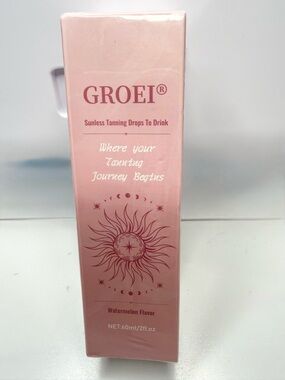 GROEI®
Sunless Tanning Drops To Drink
Where your
Tanning
Journey Begins
Watermelon Flavor
NET.60ml/2fl.oz